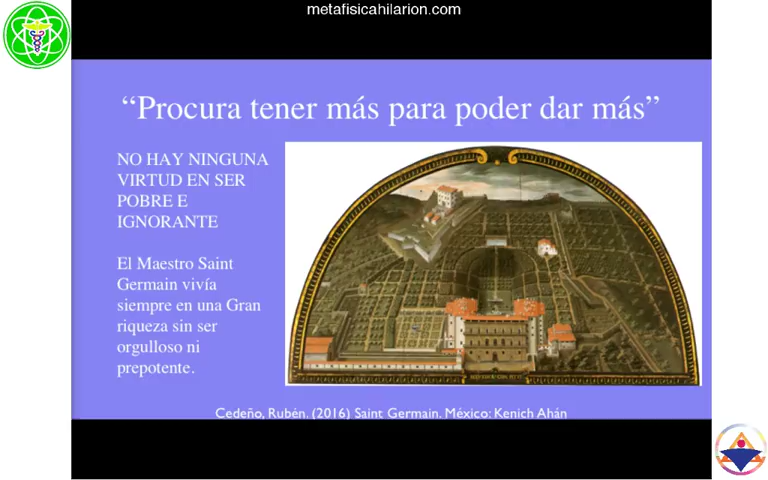 metafisicahilarion.com
“Procura tener más para poder dar más”
NO HAY NINGUNA
VIRTUD EN SER
POBRE E
IGNORANTE
El Maestro Saint
Germain vivía
siempre en una Gran
riqueza sin ser
orgulloso ni
prepotente.
Cedeño, Rubén. (2016) Saint Germain. México: Kenich Ahán